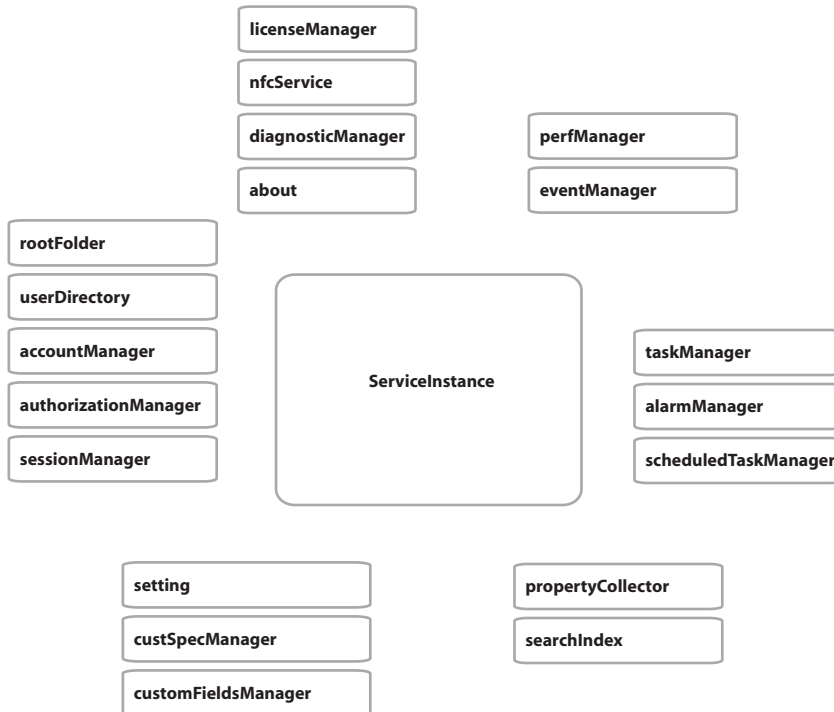 licenseManager
nfcService
diagnosticManager
about
perfManager
eventManager
rootFolder
userDirectory
accountManager
authorizationManager
sessionManager
ServiceInstance
taskManager
alarmManager
scheduledTaskManager
setting
custSpecManager
customFieldsManager
propertyCollector
searchIndex